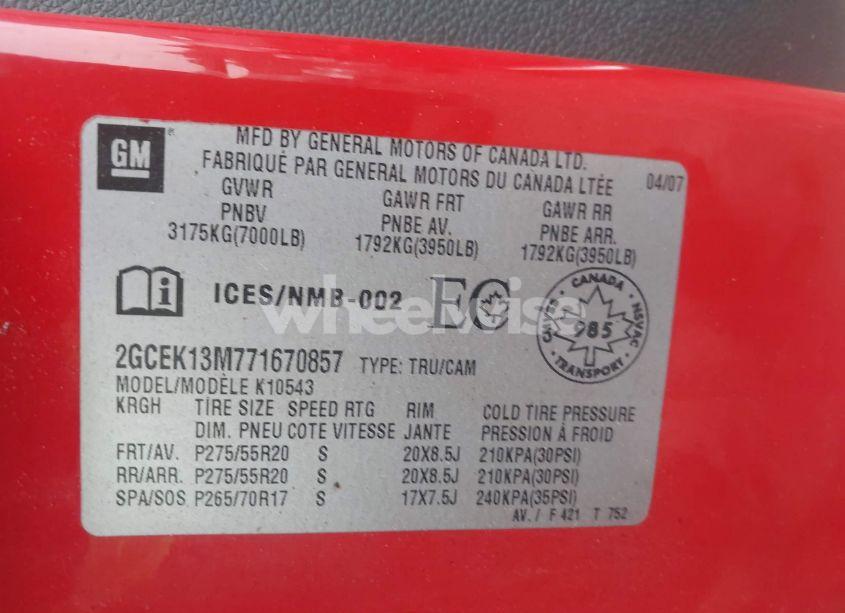 GM
MFD BY GENERAL MOTORS OF CANADA LTD.
FABRIQUÉ PAR GENERAL MOTORS DU CANADA LTÉE 04/07
GVWR GAWR FRT GAWR RR
PNBV PNBE AV. PNBE ARR.
3175KG(7000LB) 1792KG(3950LB) 1792KG(3950LB)
i ICES/NMB-002 EC
CANADA
NSVAC
985
CMVSS
TRANSPORT
wheelwise
2GCEK13M771670857 TYPE: TRU/CAM
MODEL/MODÈLE K10543
KRGH TIRE SIZE SPEED RTG RIM COLD TIRE PRESSURE
DIM. PNEU COTE VITESSE JANTE PRESSION À FROID
FRT/AV. P275/55R20 S 20X8.5J 210KPA(30PSI)
RR/ARR. P275/55R20 S 20X8.5J 210KPA(30PSI)
SPA/SOS P265/70R17 S 17X7.5J 240KPA(35PSI)
AV. / F 421 T 752